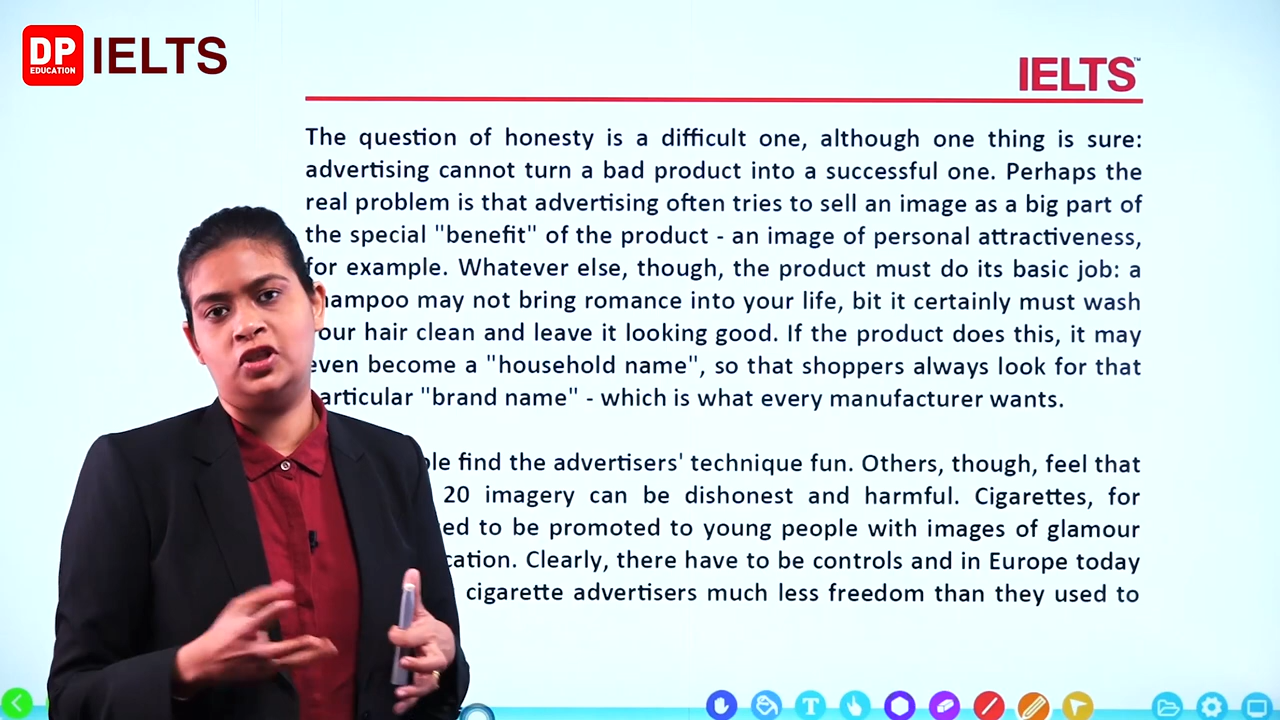 DP
EDUCATION
IELTS
IELTS™
The question of honesty is a difficult one, although one thing is sure:
advertising cannot turn a bad product into a successful one. Perhaps the
real problem is that advertising often tries to sell an image as a big part of
the special "benefit" of the product - an image of personal attractiveness,
for example. Whatever else, though, the product must do its basic job: a
shampoo may not bring romance into your life, bit it certainly must wash
your hair clean and leave it looking good. If the product does this, it may
even become a "household name", so that shoppers always look for that
particular "brand name" - which is what every manufacturer wants.
find the advertisers' technique fun. Others, though, feel that
20 imagery can be dishonest and harmful. Cigarettes, for
to be promoted to young people with images of glamour
Clearly, there have to be controls and in Europe today
cigarette advertisers much less freedom than they used to
T